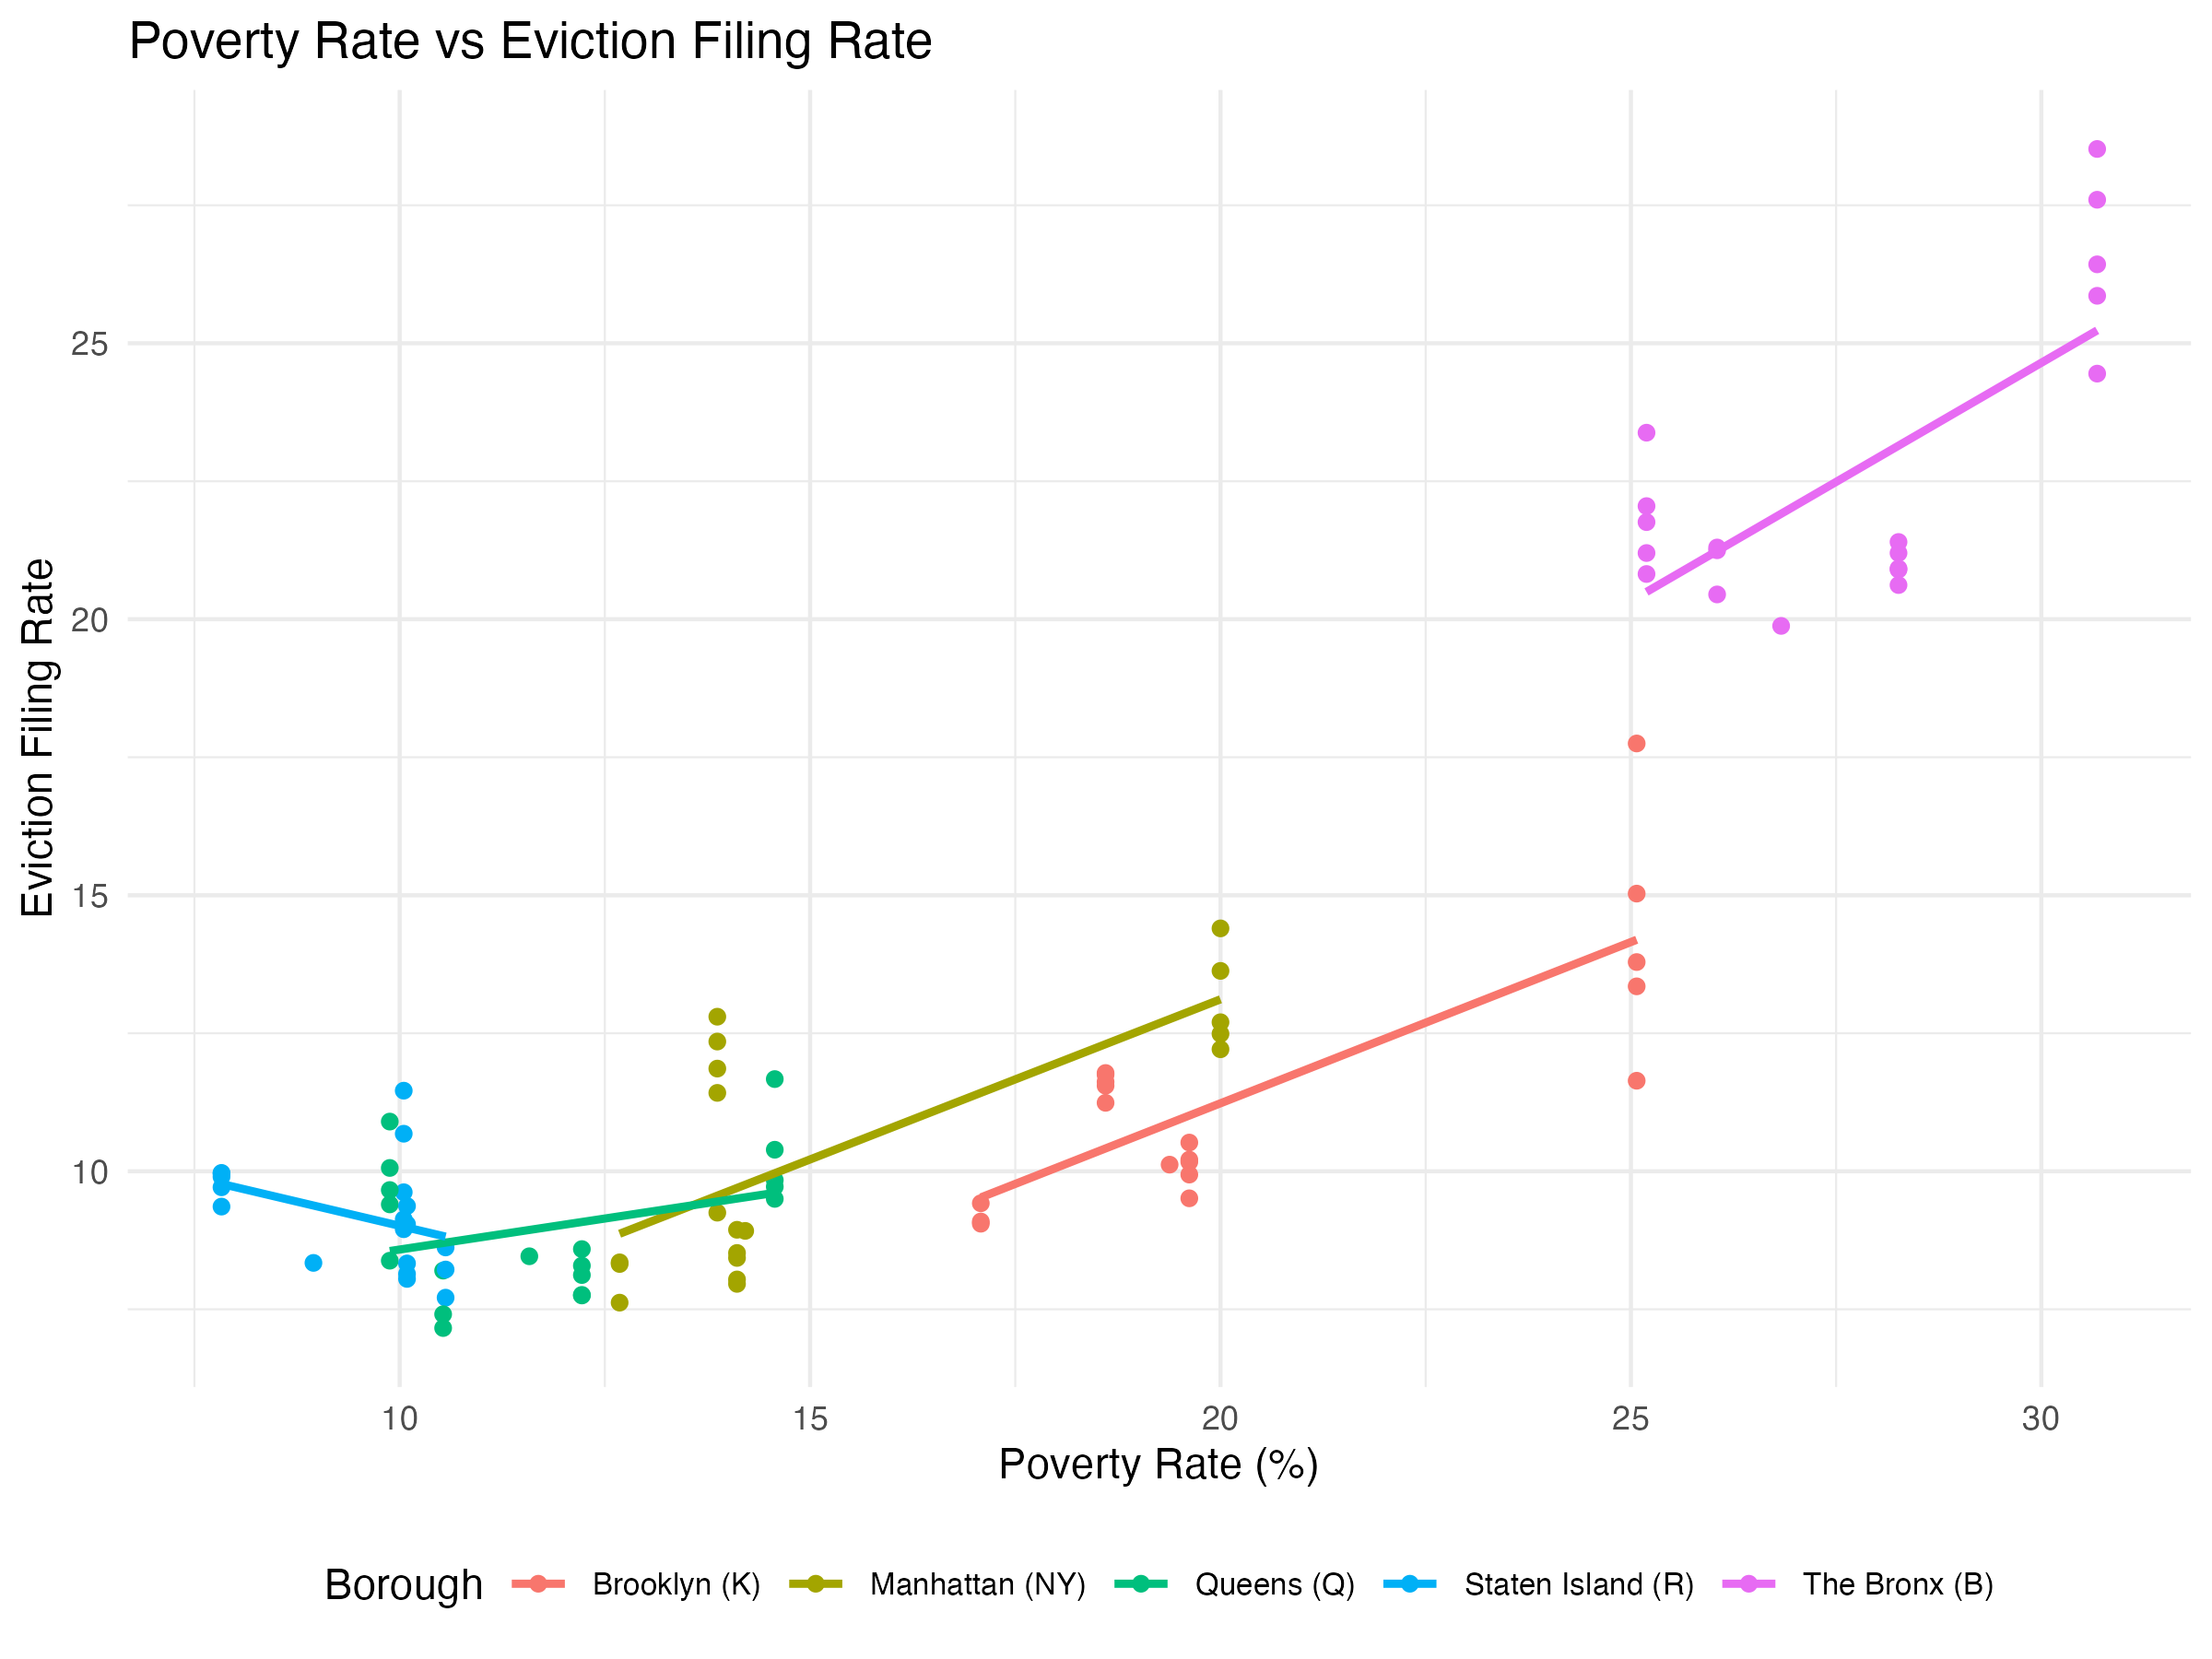 Poverty Rate vs Eviction Filing Rate
Eviction Filing Rate
25
20
15
10
10 15 20 25 30
Poverty Rate (%)
Borough Brooklyn (K) Manhattan (NY) Queens (Q) Staten Island (R) The Bronx (B)